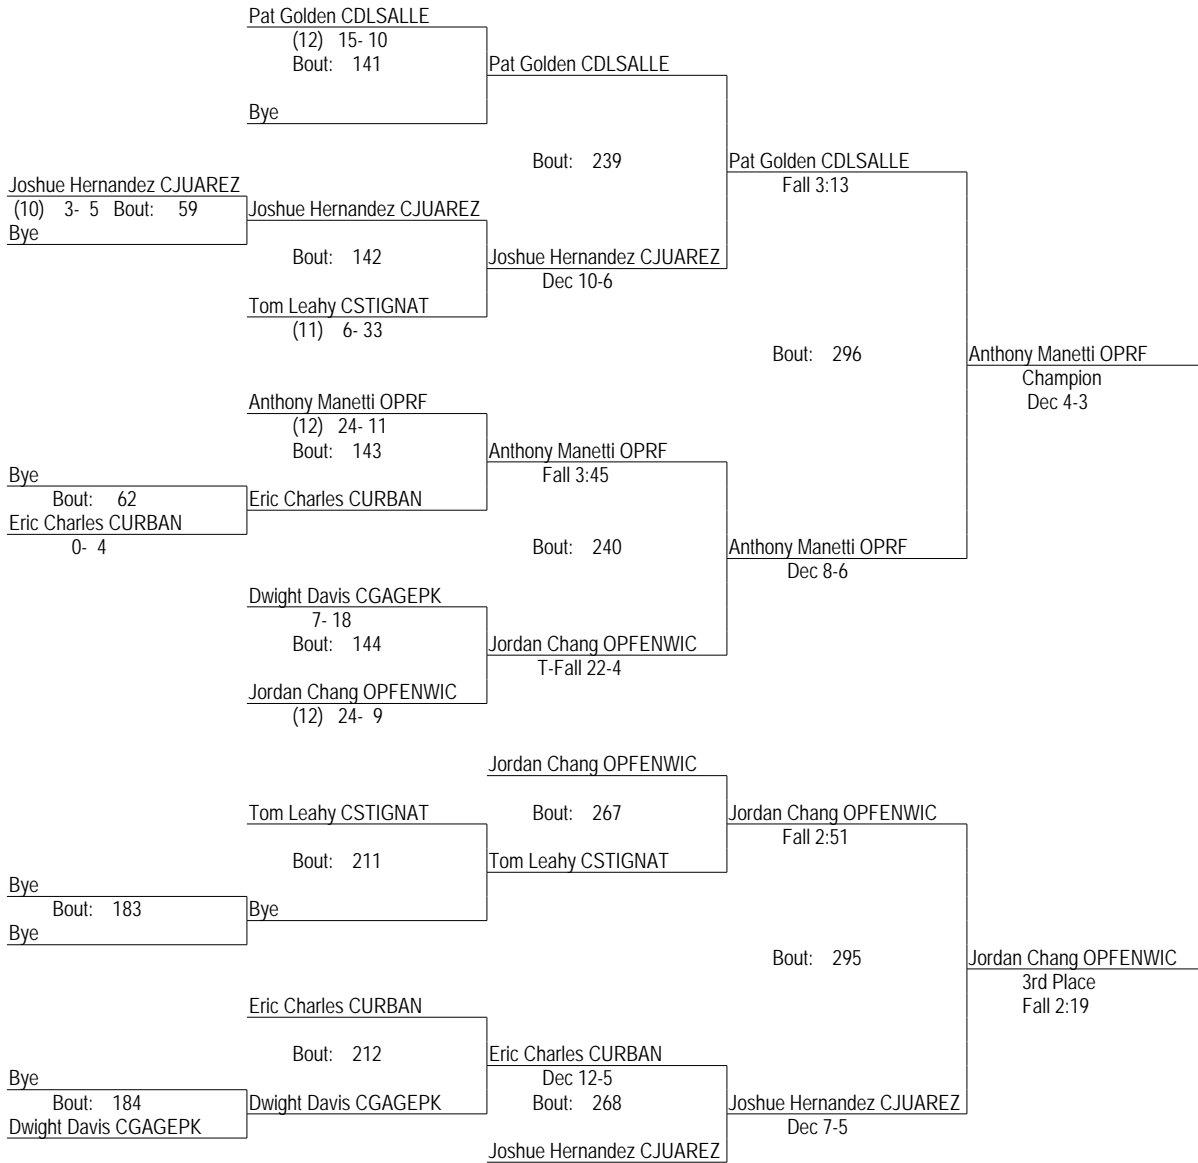 Pat Golden CDLSALLE
(12) 15- 10
Bout: 141
Pat Golden CDLSALLE
Bye
Bout: 239
Pat Golden CDLSALLE
Fall 3:13
Joshue Hernandez CJUAREZ
(10) 3- 5 Bout: 59
Joshue Hernandez CJUAREZ
Bye
Bout: 142
Joshue Hernandez CJUAREZ
Dec 10-6
Tom Leahy CSTIGNAT
(11) 6- 33
Bout: 296
Anthony Manetti OPRF
Champion
Dec 4-3
Anthony Manetti OPRF
(12) 24- 11
Bout: 143
Anthony Manetti OPRF
Fall 3:45
Bye
Bout: 62
Eric Charles CURBAN
Eric Charles CURBAN
0- 4
Bout: 240
Anthony Manetti OPRF
Dec 8-6
Dwight Davis CGAGEPK
7- 18
Bout: 144
Jordan Chang OPFENWIC
T-Fall 22-4
Jordan Chang OPFENWIC
(12) 24- 9
Jordan Chang OPFENWIC
Tom Leahy CSTIGNAT
Bout: 267
Jordan Chang OPFENWIC
Fall 2:51
Bout: 211
Tom Leahy CSTIGNAT
Bye
Bout: 183
Bye
Bye
Bout: 295
Jordan Chang OPFENWIC
3rd Place
Fall 2:19
Eric Charles CURBAN
Bout: 212
Eric Charles CURBAN
Dec 12-5
Bye
Bout: 184
Dwight Davis CGAGEPK
Bout: 268
Joshue Hernandez CJUAREZ
Dec 7-5
Dwight Davis CGAGEPK
Joshue Hernandez CJUAREZ